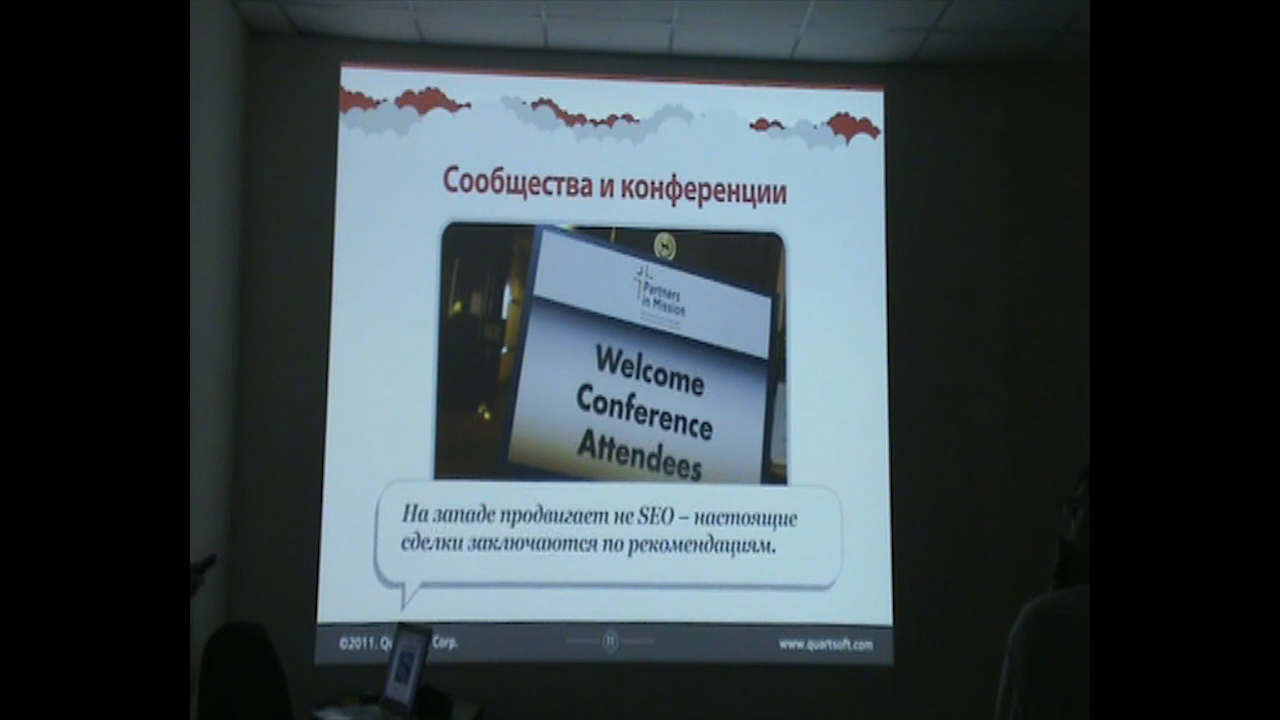 Сообщества и конференции
Partners
in Mission
Welcome
Conference
Attendees
На западе продвигает не SEO – настоящие
сделки заключаются по рекомендациям.
©2011. Corp.
11
www.quartsoft.com